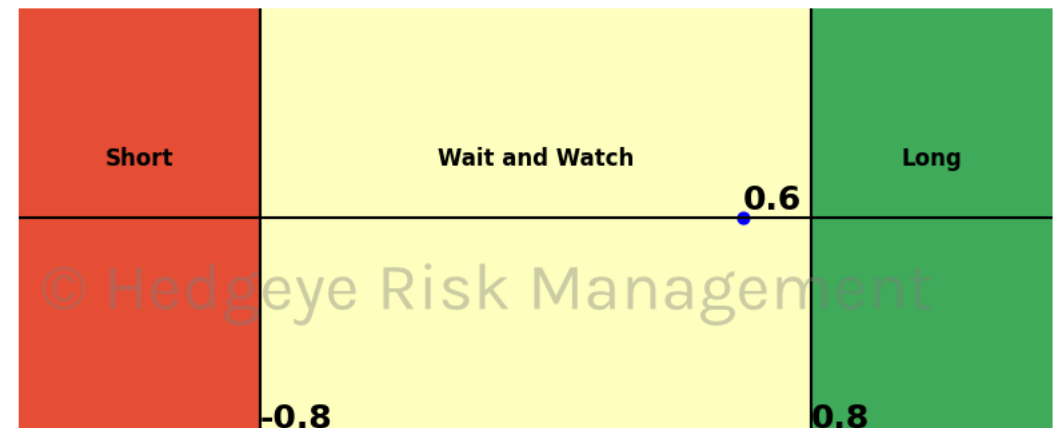 Short
Wait and Watch
Long
0.6
© Hedgeye Risk Management
-0.8
0.8